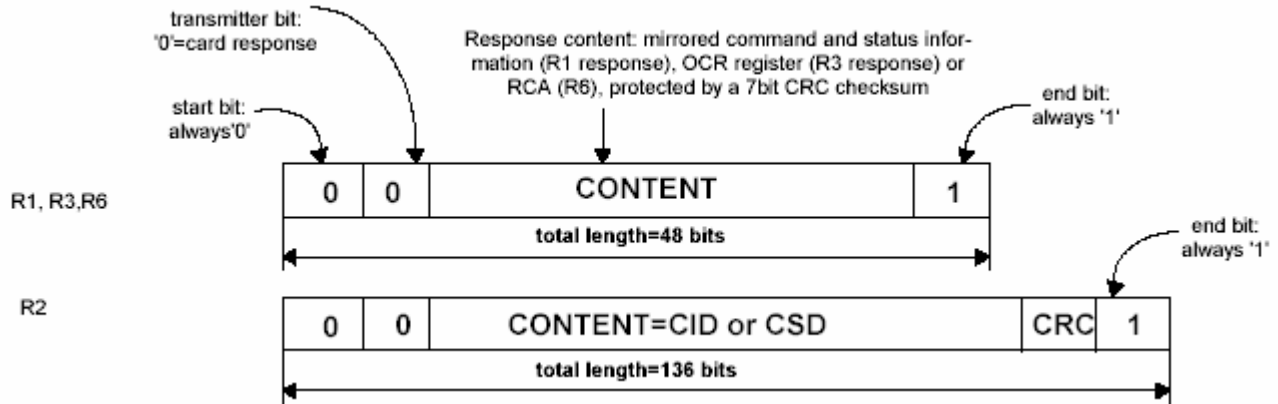 transmitter bit:
'0'=card response
Response content: mirrored command and status infor-
mation (R1 response), OCR register (R3 response) or
RCA (R6), protected by a 7bit CRC checksum
start bit:
always'0'
end bit:
always '1'
R1, R3,R6
0 0 CONTENT 1
total length=48 bits
end bit:
always '1'
R2
0 0 CONTENT=CID or CSD CRC 1
total length=136 bits